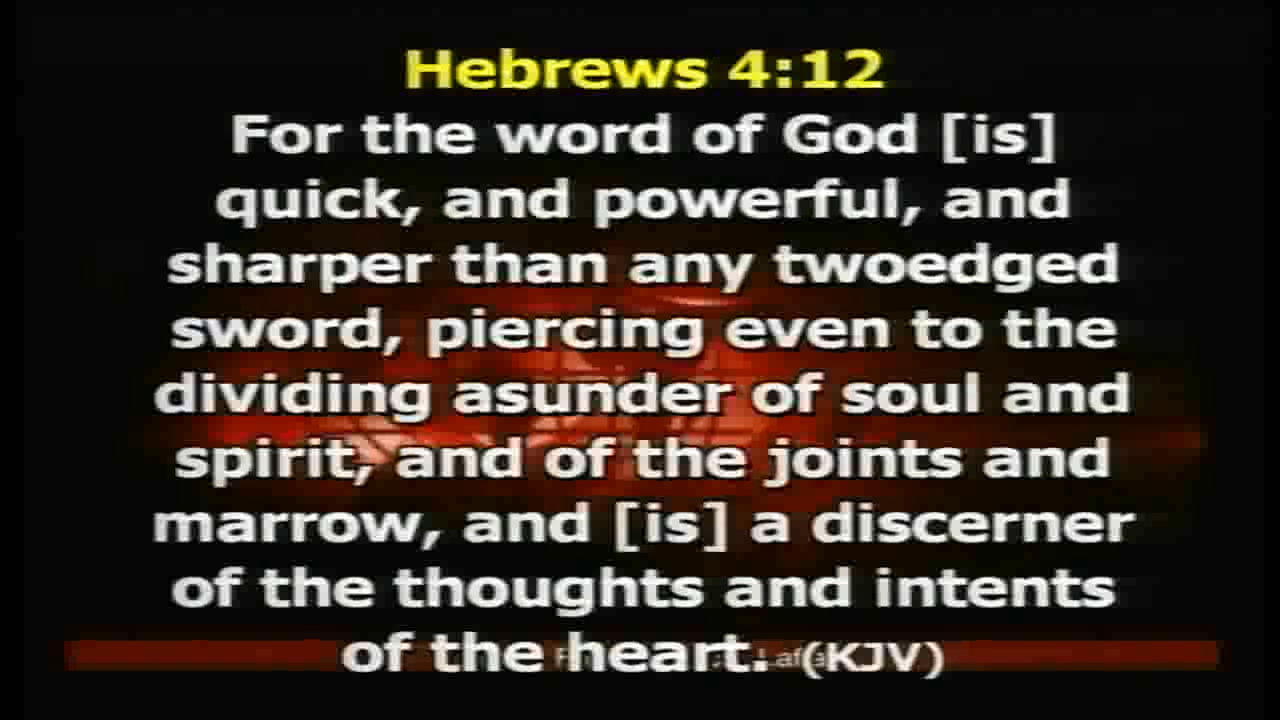 Hebrews 4:12
For the word of God [is]
quick, and powerful, and
sharper than any twoedged
sword, piercing even to the
dividing asunder of soul and
spirit, and of the joints and
marrow, and [is] a discerner
of the thoughts and intents
of the heart. (KJV)